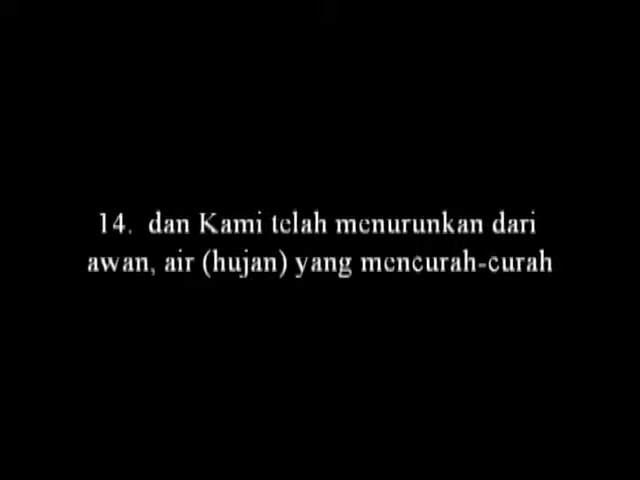 14. dan Kami telah menurunkan dari
awan, air (hujan) yang mencurah-curah